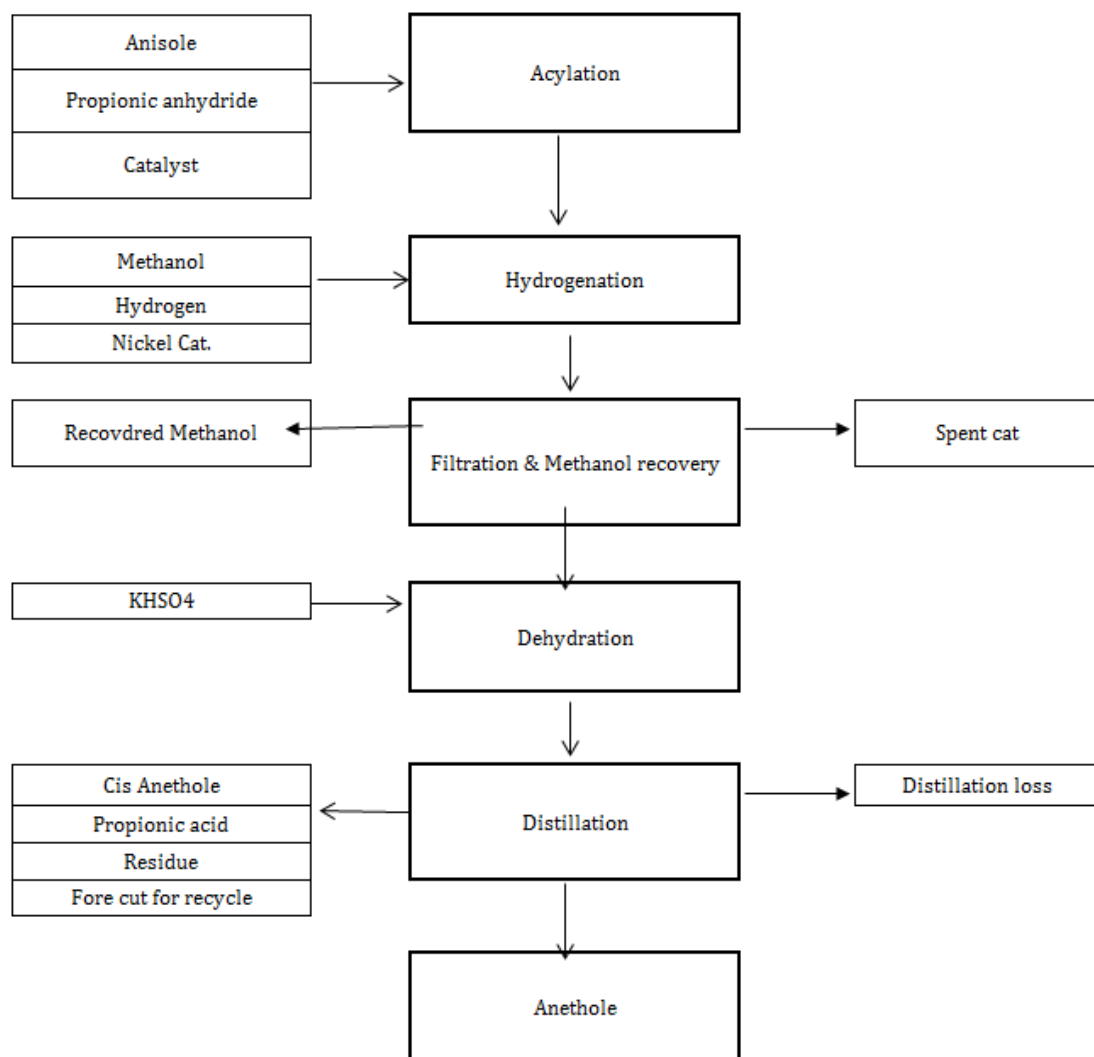 Anisole
Propionic anhydride
Catalyst
Acylation
Methanol
Hydrogen
Nickel Cat.
Hydrogenation
Recovdred Methanol
Filtration & Methanol recovery
Spent cat
KHSO4
Dehydration
Cis Anethole
Propionic acid
Residue
Fore cut for recycle
Distillation
Distillation loss
Anethole